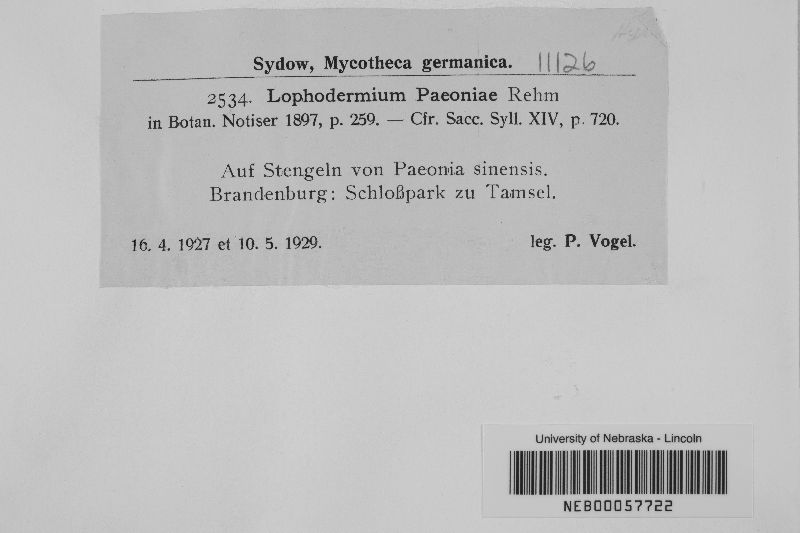 Sydow, Mycotheca germanica. 11126
2534. Lophodermium Paeoniae Rehm
in Botan. Notiser 1897, p. 259. — Cfr. Sacc. Syll. XIV, p. 720.
Auf Stengeln von Paeonia sinensis.
Brandenburg: Schloßpark zu Tamsel.
16. 4. 1927 et 10. 5. 1929. leg. P. Vogel.
University of Nebraska - Lincoln
NEB00057722